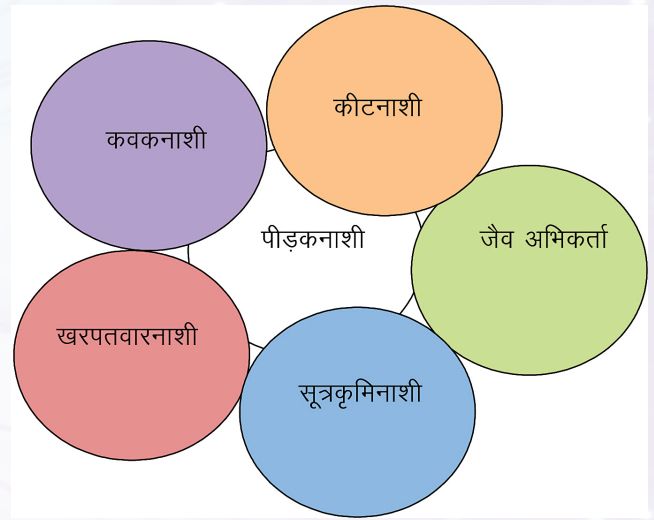 कीटनाशी
कवकनाशी
पीड़कनाशी
जैव अभिकर्ता
खरपतवारनाशी
सूत्रकृमिनाशी